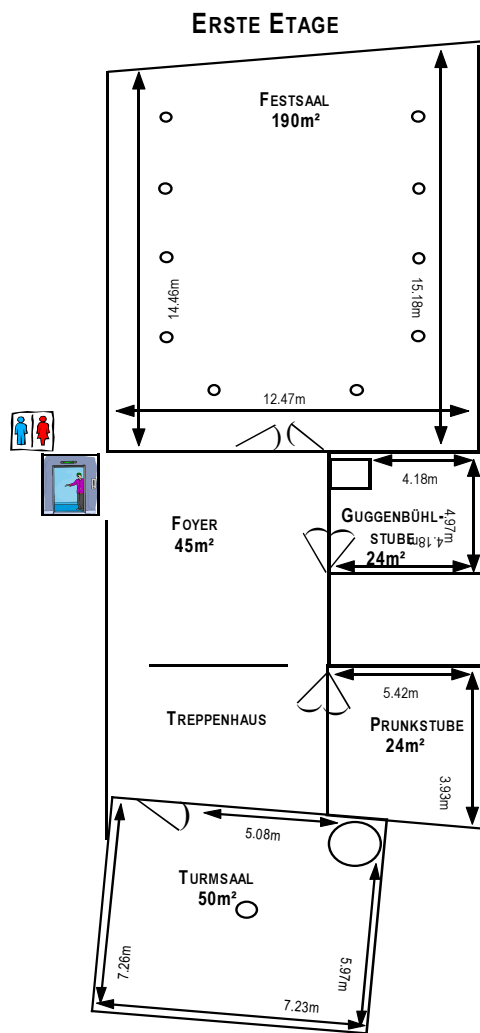 ERSTE ETAGE
FESTSAAL
190m²
14.46m
15.18m
12.47m
4.18m
4.97m
FOYER
45m²
GUGGENBÜHL-
STUBE
4.18m
24m²
5.42m
TREPPENHAUS
PRUNKSTUBE
24m²
3.93m
5.08m
TURMSAAL
50m²
7.26m
5.97m
7.23m